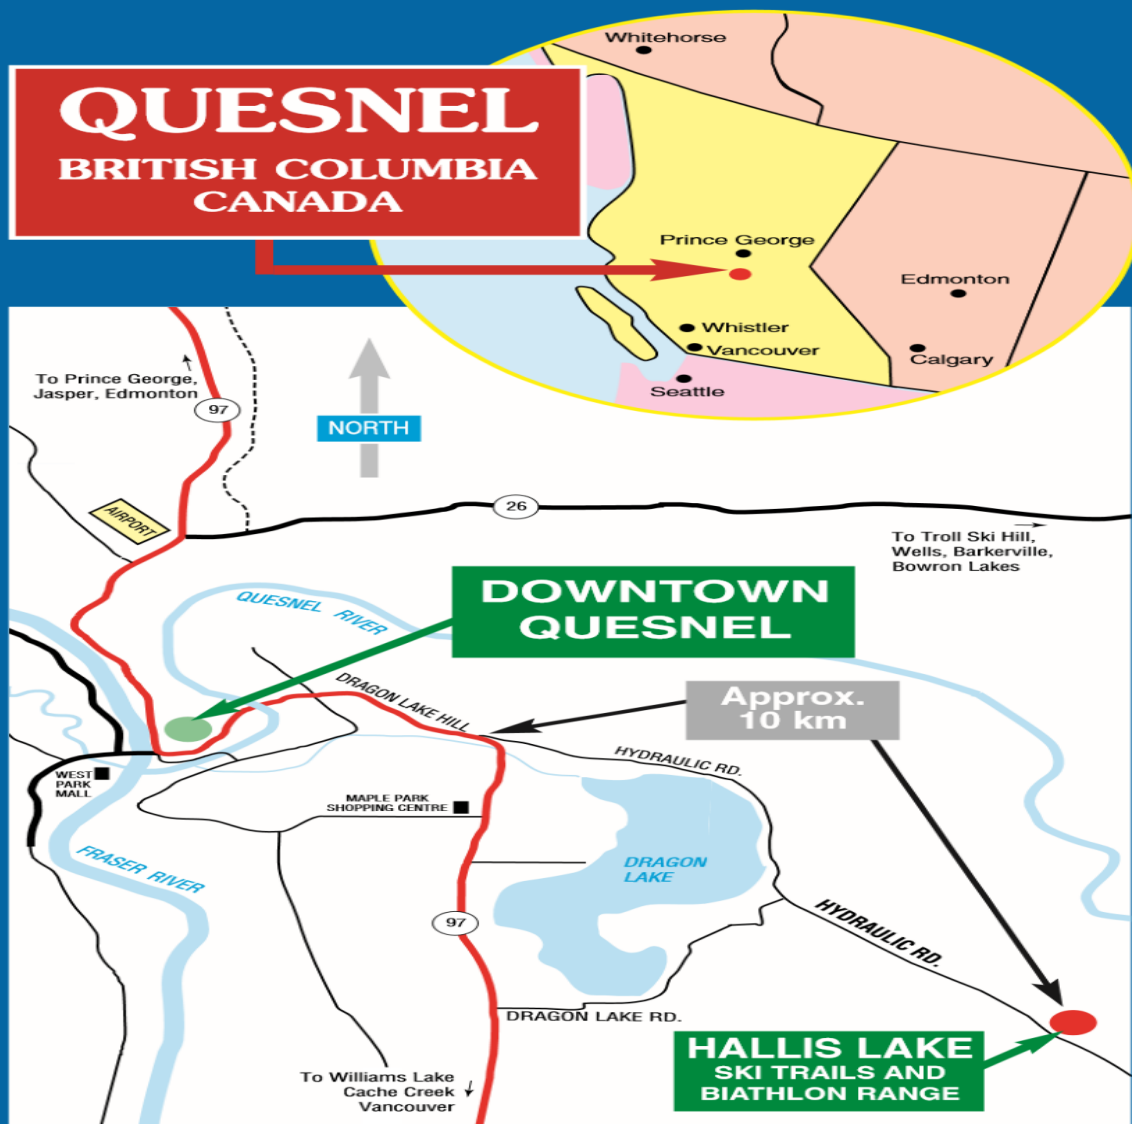 Whitehorse
QUESNEL
BRITISH COLUMBIA
CANADA
Prince George
Edmonton
Whistler
Vancouver
Calgary
Seattle
To Prince George,
Jasper, Edmonton
97
NORTH
26
AIRPORT
To Troll Ski Hill,
Wells, Barkerville,
Bowron Lakes
DOWNTOWN
QUESNEL
QUESNEL RIVER
DRAGON LAKE HILL
Approx.
10 km
HYDRAULIC RD.
WEST
PARK
MALL
MAPLE PARK
SHOPPING CENTRE
DRAGON
LAKE
FRASER RIVER
97
HYDRAULIC RD.
DRAGON LAKE RD.
HALLIS LAKE
SKI TRAILS AND
BIATHLON RANGE
To Williams Lake
Cache Creek
Vancouver